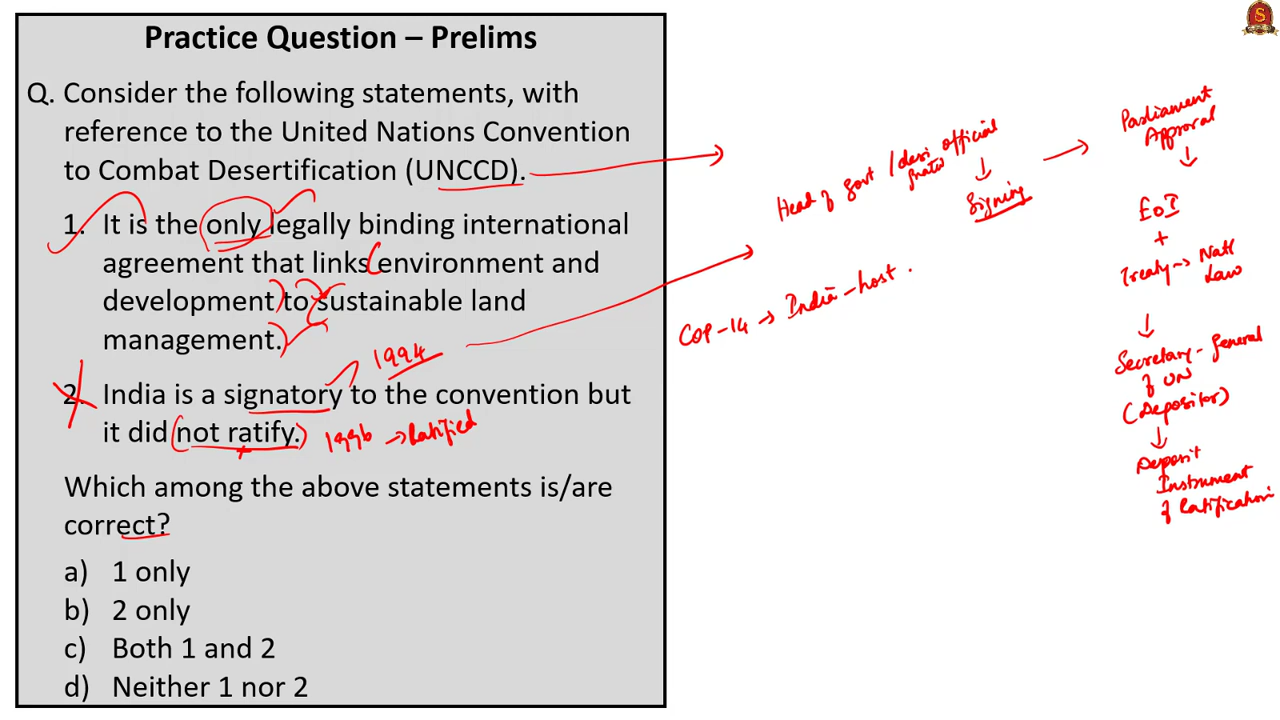 Practice Question – Prelims
Q. Consider the following statements, with
reference to the United Nations Convention
to Combat Desertification (UNCCD).
1. It is the only legally binding international
agreement that links environment and
development to sustainable land
management.
1994
2. India is a signatory to the convention but
it did not ratify.
1996 → Ratified
Which among the above statements is/are
correct?
a) 1 only
b) 2 only
c) Both 1 and 2
d) Neither 1 nor 2
Head of Govt / official
Signing
COP-14 → India-host.
Parliament
Approval
EoI
+
Treaty → Natl
Law
Secretary-General
of UN
(Depositor)
Deposit
Instrument
of Ratification
S